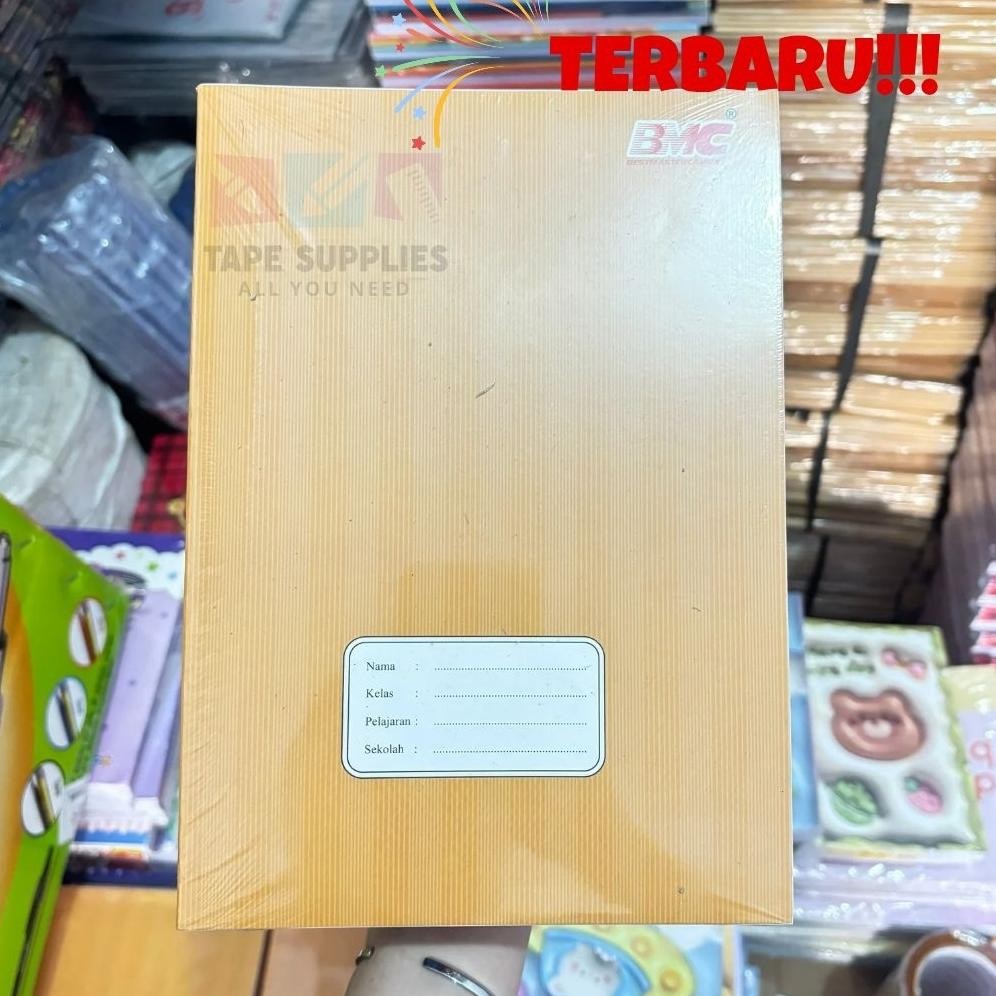 TERBARU!!!
BMC®
TAPE SUPPLIES
ALL YOU NEED
Nama :
Kelas :
Pelajaran :
Sekolah :